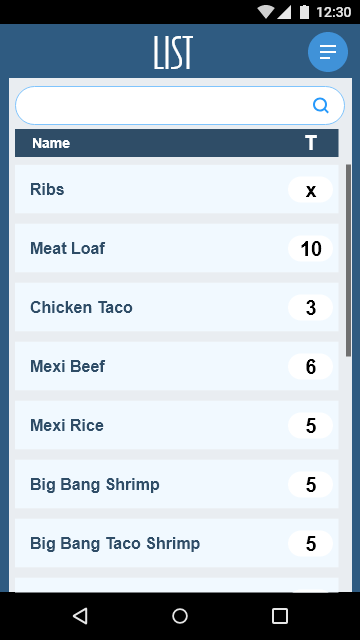 12:30
LIST
Name T
Ribs x
Meat Loaf 10
Chicken Taco 3
Mexi Beef 6
Mexi Rice 5
Big Bang Shrimp 5
Big Bang Taco Shrimp 5